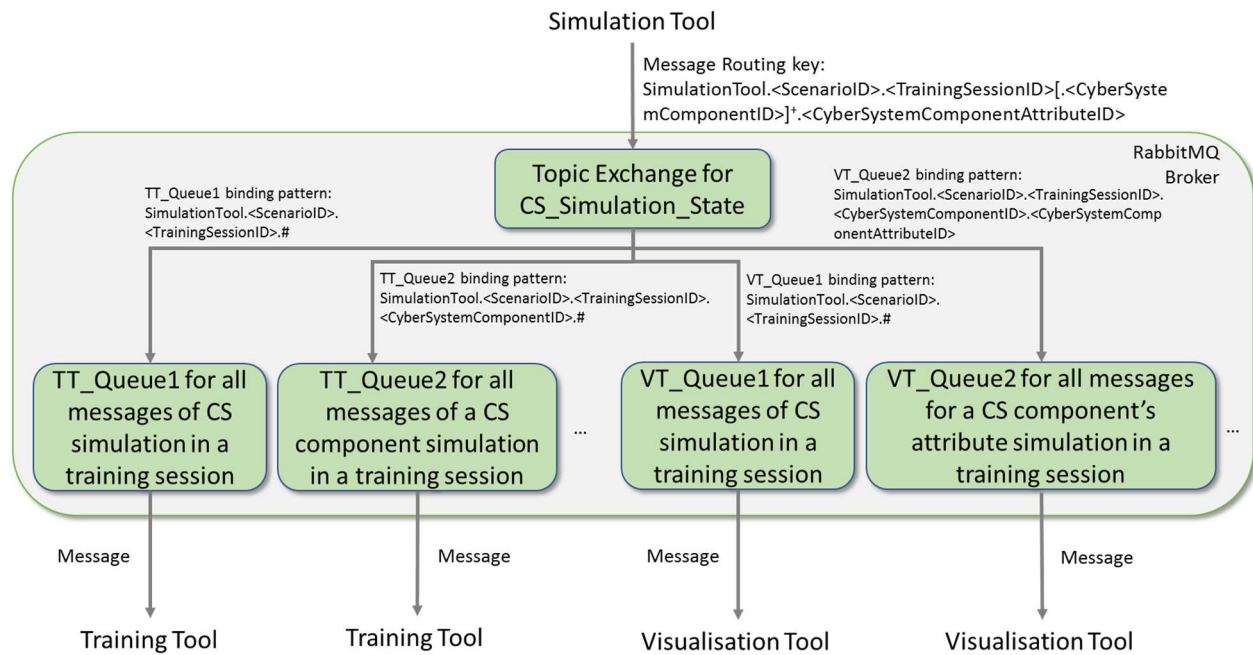 Simulation Tool
Message Routing key:
SimulationTool.<ScenarioID>.<TrainingSessionID>[.<CyberSyste
mComponentID>]⁺.<CyberSystemComponentAttributeID>
RabbitMQ
Broker
Topic Exchange for
CS_Simulation_State
TT_Queue1 binding pattern:
SimulationTool.<ScenarioID>.
<TrainingSessionID>.#
VT_Queue2 binding pattern:
SimulationTool.<ScenarioID>.<TrainingSessionID>.
<CyberSystemComponentID>.<CyberSystemComp
onentAttributeID>
TT_Queue2 binding pattern:
SimulationTool.<ScenarioID>.<TrainingSessionID>.
<CyberSystemComponentID>.#
VT_Queue1 binding pattern:
SimulationTool.<ScenarioID>.
<TrainingSessionID>.#
TT_Queue1 for all
messages of CS
simulation in a
training session
TT_Queue2 for all
messages of a CS
component simulation
in a training session
...
VT_Queue1 for all
messages of CS
simulation in a
training session
VT_Queue2 for all messages
for a CS component’s
attribute simulation in a
training session
...
Message
Message
Message
Message
Training Tool
Training Tool
Visualisation Tool
Visualisation Tool